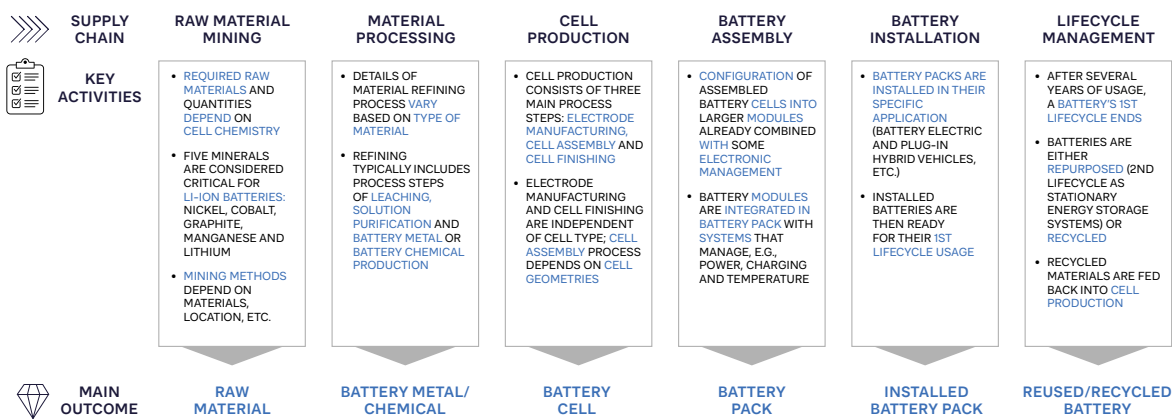 SUPPLY
CHAIN
RAW MATERIAL
MINING
MATERIAL
PROCESSING
CELL
PRODUCTION
BATTERY
ASSEMBLY
BATTERY
INSTALLATION
LIFECYCLE
MANAGEMENT
KEY
ACTIVITIES
• REQUIRED RAW
MATERIALS AND
QUANTITIES
DEPEND ON
CELL CHEMISTRY
• FIVE MINERALS
ARE CONSIDERED
CRITICAL FOR
LI-ION BATTERIES:
NICKEL, COBALT,
GRAPHITE,
MANGANESE AND
LITHIUM
• MINING METHODS
DEPEND ON
MATERIALS,
LOCATION, ETC.
• DETAILS OF
MATERIAL REFINING
PROCESS VARY
BASED ON TYPE OF
MATERIAL
• REFINING
TYPICALLY INCLUDES
PROCESS STEPS
OF LEACHING,
SOLUTION
PURIFICATION AND
BATTERY METAL OR
BATTERY CHEMICAL
PRODUCTION
• CELL PRODUCTION
CONSISTS OF THREE
MAIN PROCESS
STEPS: ELECTRODE
MANUFACTURING,
CELL ASSEMBLY AND
CELL FINISHING
• ELECTRODE
MANUFACTURING
AND CELL FINISHING
ARE INDEPENDENT
OF CELL TYPE; CELL
ASSEMBLY PROCESS
DEPENDS ON CELL
GEOMETRIES
• CONFIGURATION OF
ASSEMBLED
BATTERY CELLS INTO
LARGER MODULES
ALREADY COMBINED
WITH SOME
ELECTRONIC
MANAGEMENT
• BATTERY MODULES
ARE INTEGRATED IN
BATTERY PACK WITH
SYSTEMS THAT
MANAGE, E.G.,
POWER, CHARGING
AND TEMPERATURE
• BATTERY PACKS ARE
INSTALLED IN THEIR
SPECIFIC
APPLICATION
(BATTERY ELECTRIC
AND PLUG-IN
HYBRID VEHICLES,
ETC.)
• INSTALLED
BATTERIES ARE
THEN READY
FOR THEIR 1ST
LIFECYCLE USAGE
• AFTER SEVERAL
YEARS OF USAGE,
A BATTERY'S 1ST
LIFECYCLE ENDS
• BATTERIES ARE
EITHER
REPURPOSED (2ND
LIFECYCLE AS
STATIONARY
ENERGY STORAGE
SYSTEMS) OR
RECYCLED
• RECYCLED
MATERIALS ARE FED
BACK INTO CELL
PRODUCTION
MAIN
OUTCOME
RAW
MATERIAL
BATTERY METAL/
CHEMICAL
BATTERY
CELL
BATTERY
PACK
INSTALLED
BATTERY PACK
REUSED/RECYCLED
BATTERY